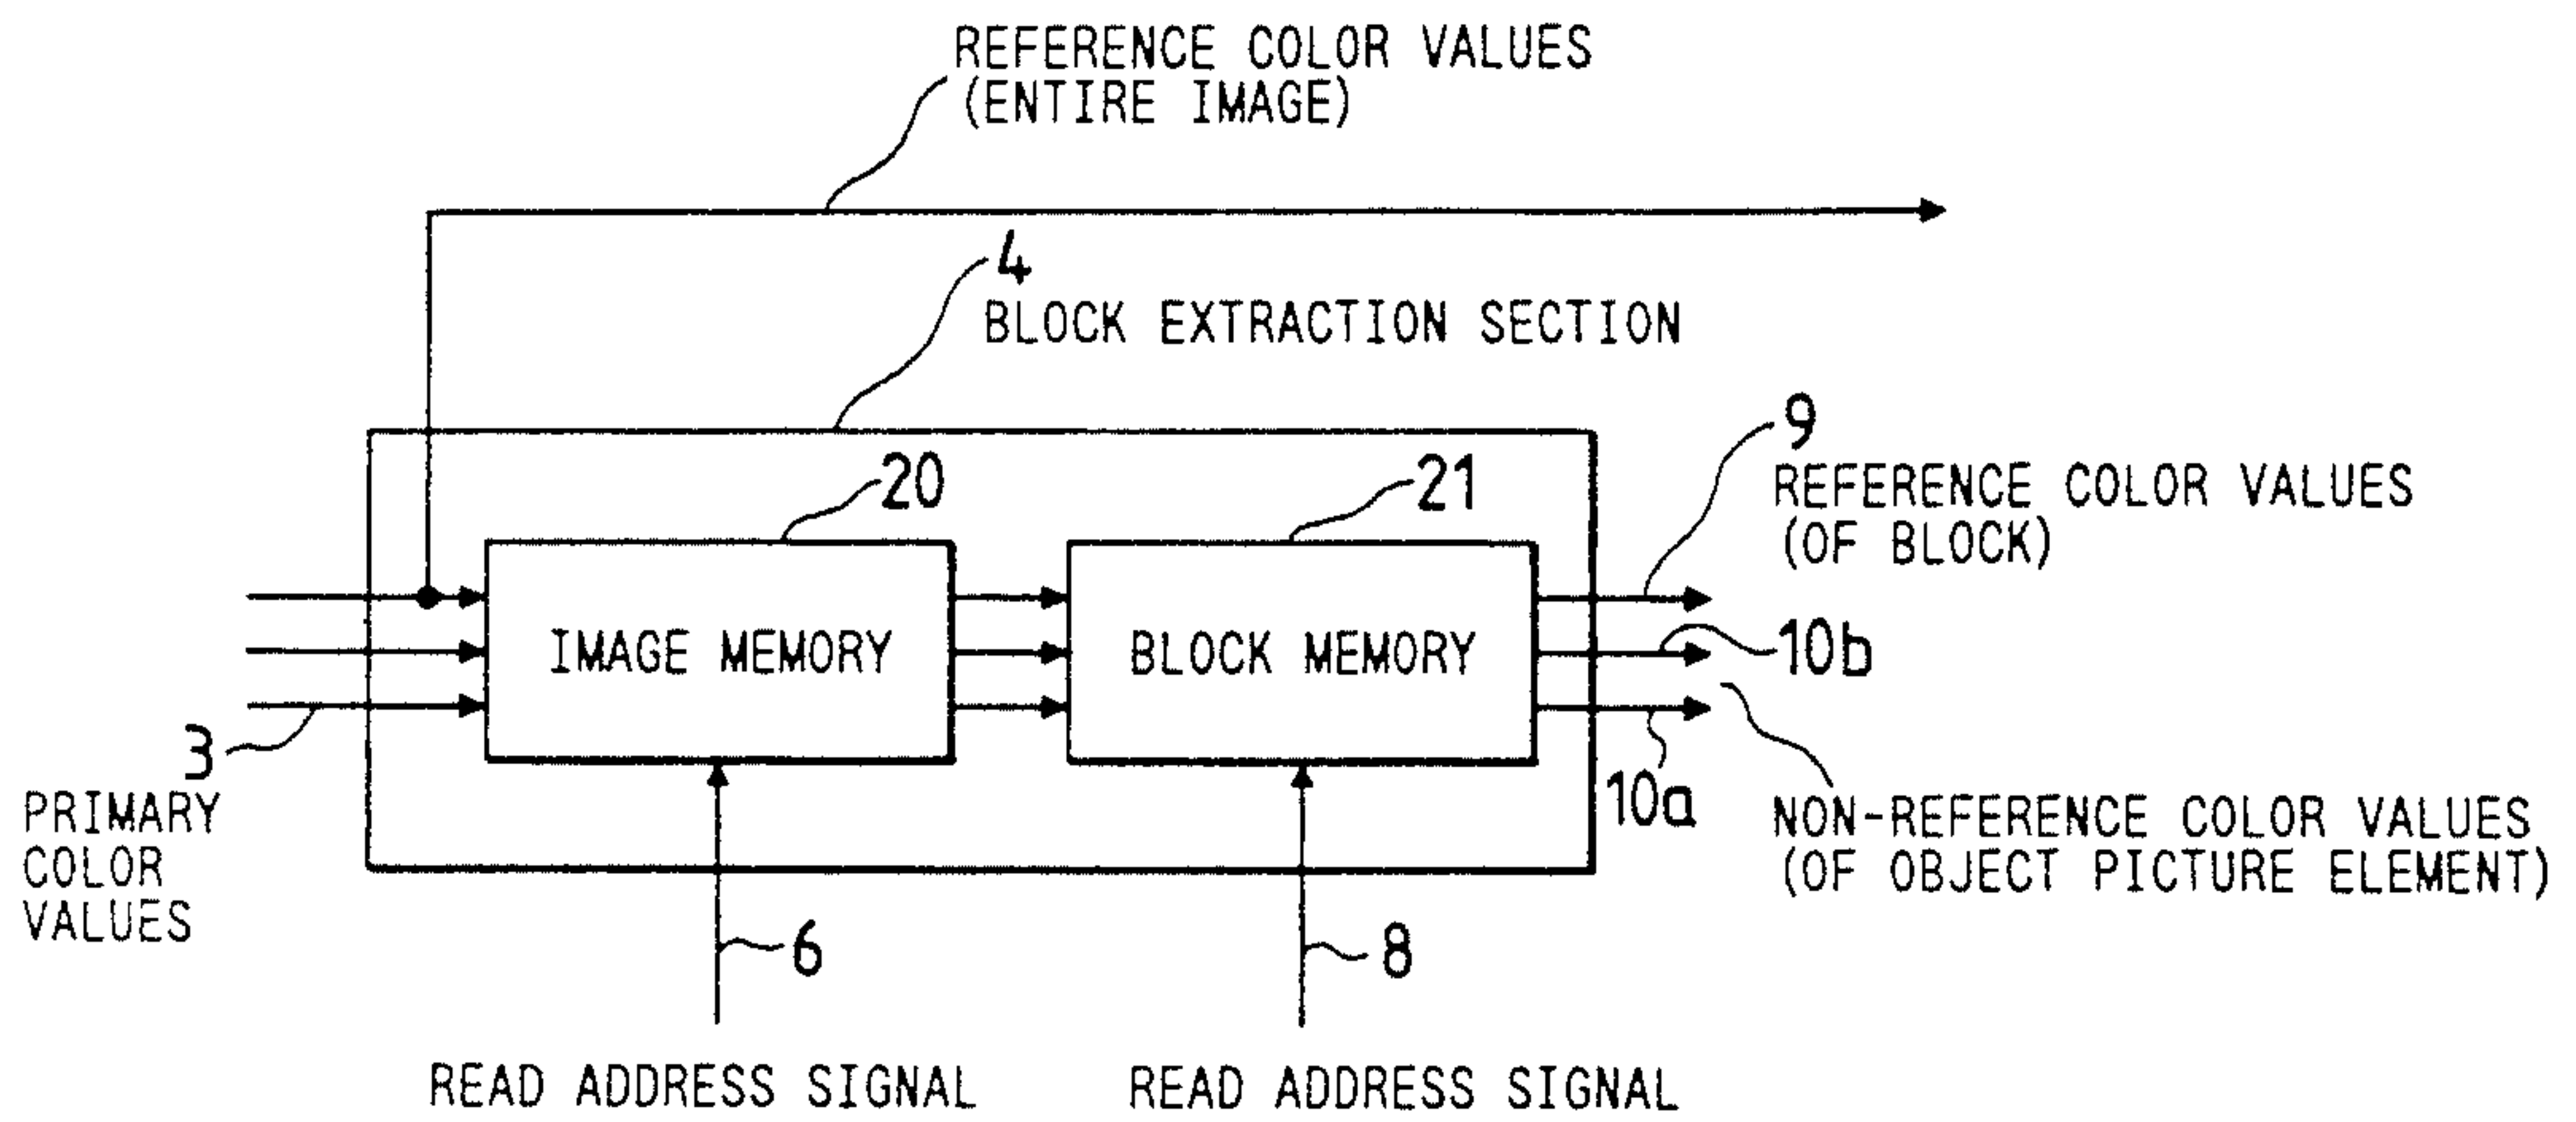 REFERENCE COLOR VALUES
(ENTIRE IMAGE)
4
BLOCK EXTRACTION SECTION
9
REFERENCE COLOR VALUES
(OF BLOCK)
20
21
IMAGE MEMORY
BLOCK MEMORY
10b
10a
3
PRIMARY
COLOR
VALUES
NON-REFERENCE COLOR VALUES
(OF OBJECT PICTURE ELEMENT)
6
8
READ ADDRESS SIGNAL
READ ADDRESS SIGNAL